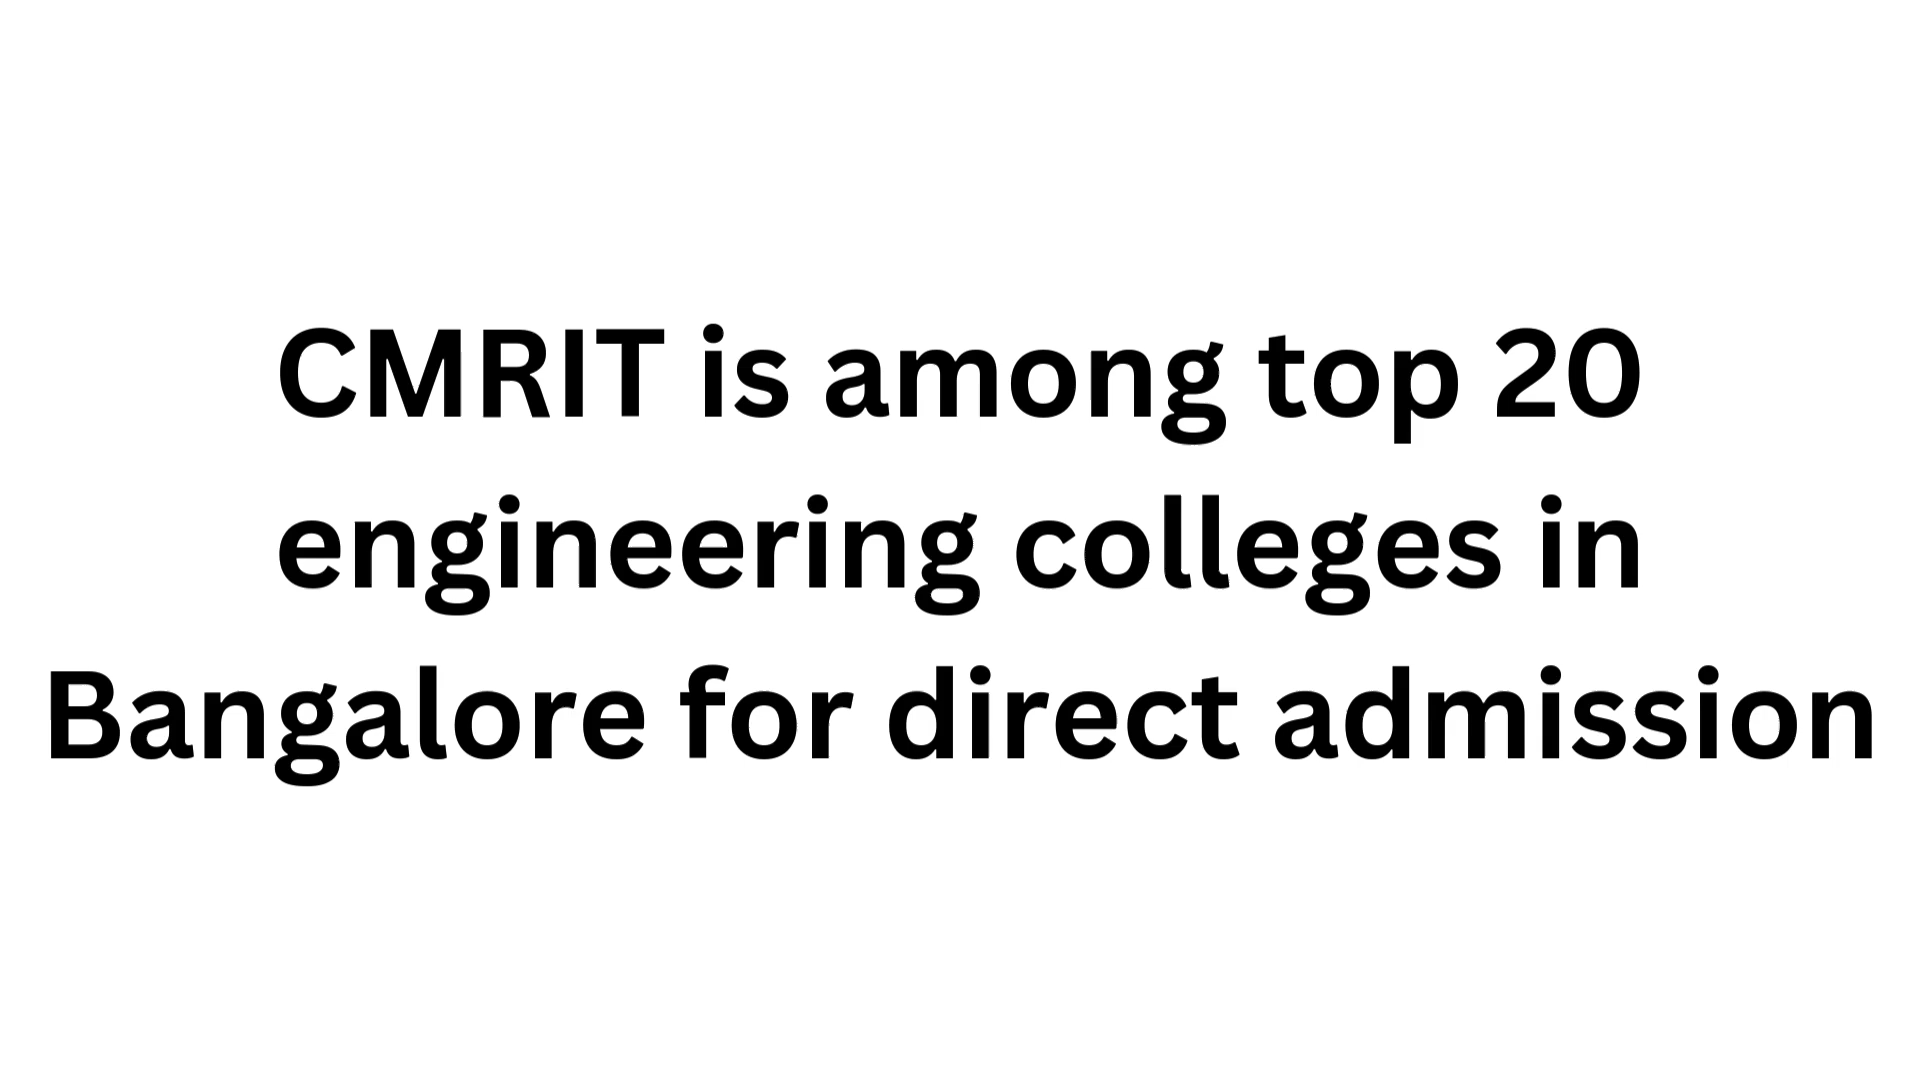 CMRIT is among top 20
engineering colleges in
Bangalore for direct admission